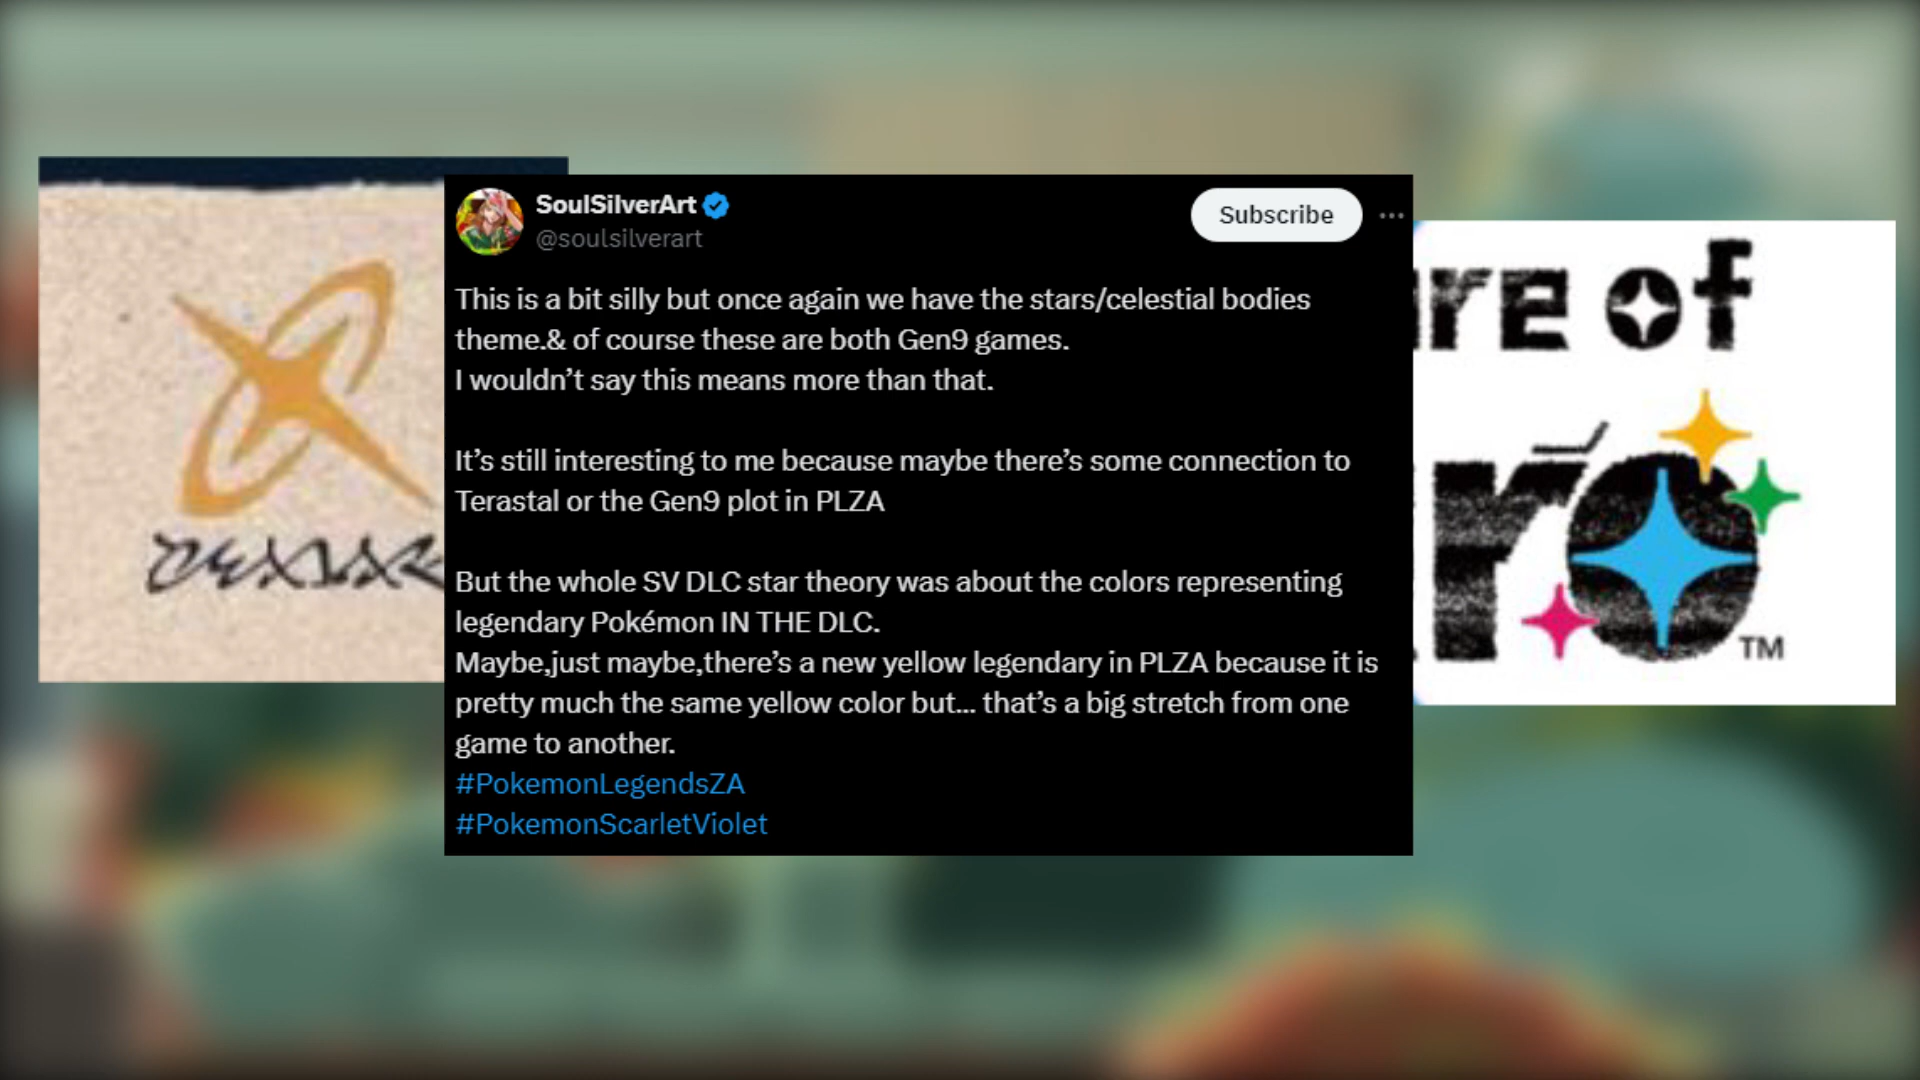 SoulSilverArt
@soulsilverart
Subscribe
This is a bit silly but once again we have the stars/celestial bodies
theme.& of course these are both Gen9 games.
I wouldn’t say this means more than that.
It’s still interesting to me because maybe there’s some connection to
Terastal or the Gen9 plot in PLZA
But the whole SV DLC star theory was about the colors representing
legendary Pokémon IN THE DLC.
Maybe,just maybe,there’s a new yellow legendary in PLZA because it is
pretty much the same yellow color but... that’s a big stretch from one
game to another.
#PokemonLegendsZA
#PokemonScarletViolet
re of
ro
TM